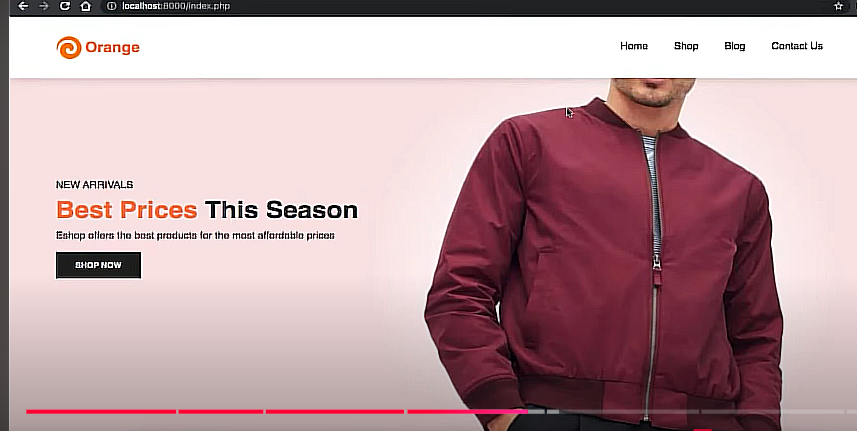 localhost:8000/index.php
Orange
Home Shop Blog Contact Us
NEW ARRIVALS
Best Prices This Season
Eshop offers the best products for the most affordable prices
SHOP NOW